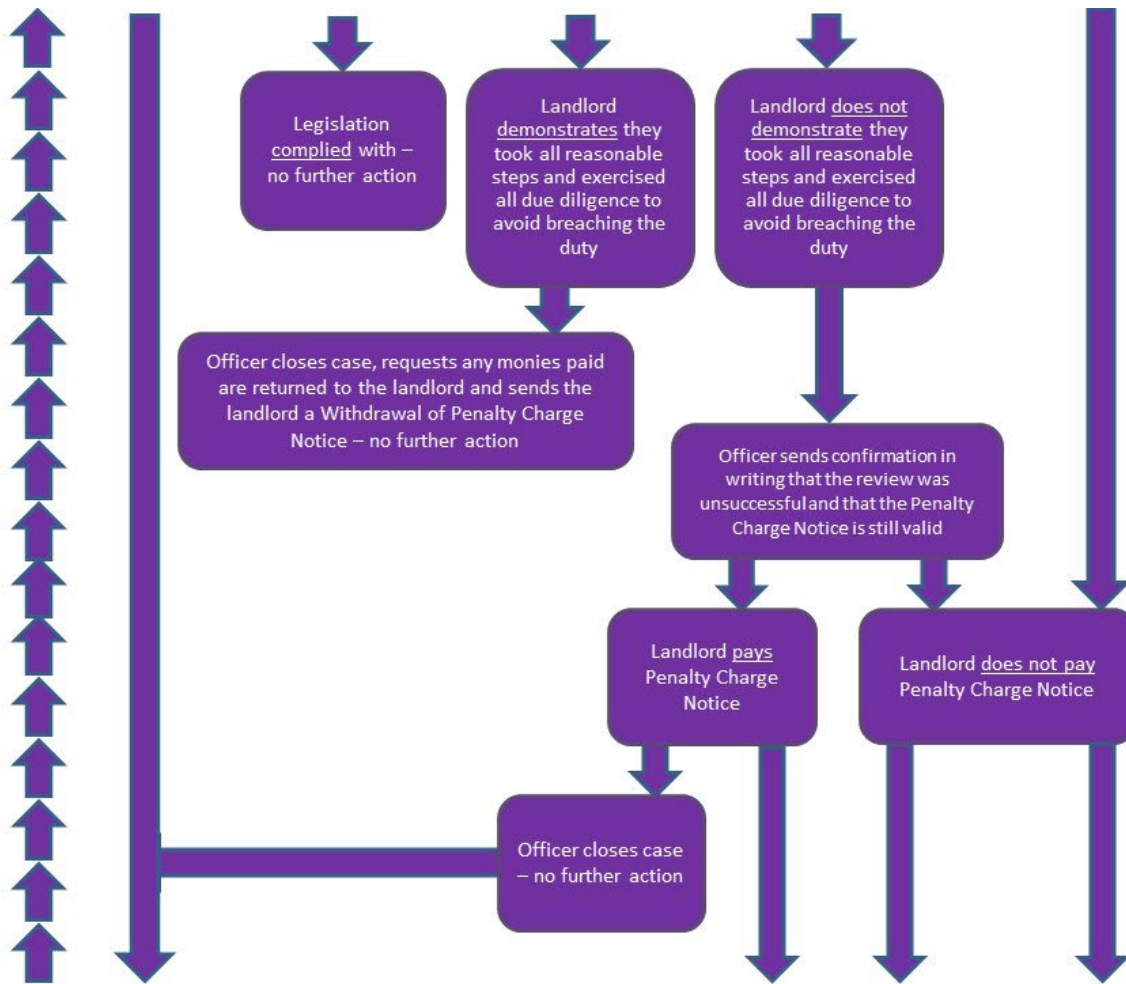 Legislation
complied with –
no further action
Landlord
demonstrates they
took all reasonable
steps and exercised
all due diligence to
avoid breaching the
duty
Landlord does not
demonstrate they
took all reasonable
steps and exercised
all due diligence to
avoid breaching the
duty
Officer closes case, requests any monies paid
are returned to the landlord and sends the
landlord a Withdrawal of Penalty Charge
Notice – no further action
Officer sends confirmation in
writing that the review was
unsuccessful and that the Penalty
Charge Notice is still valid
Landlord pays
Penalty Charge
Notice
Landlord does not pay
Penalty Charge Notice
Officer closes case
– no further action